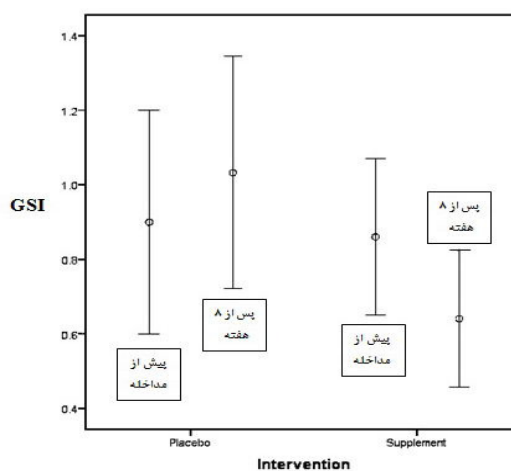 1.4
1.2
1.0
0.8
0.6
0.4
GSI
پیش از
مداخله
پس از ۸
هفته
پیش از
مداخله
پس از ۸
هفته
Placebo
Supplement
Intervention